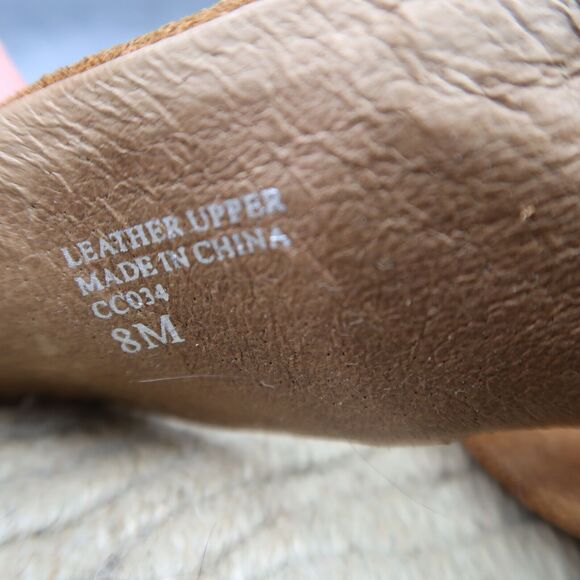 LEATHER UPPER
MADE IN CHINA
CC034
8M